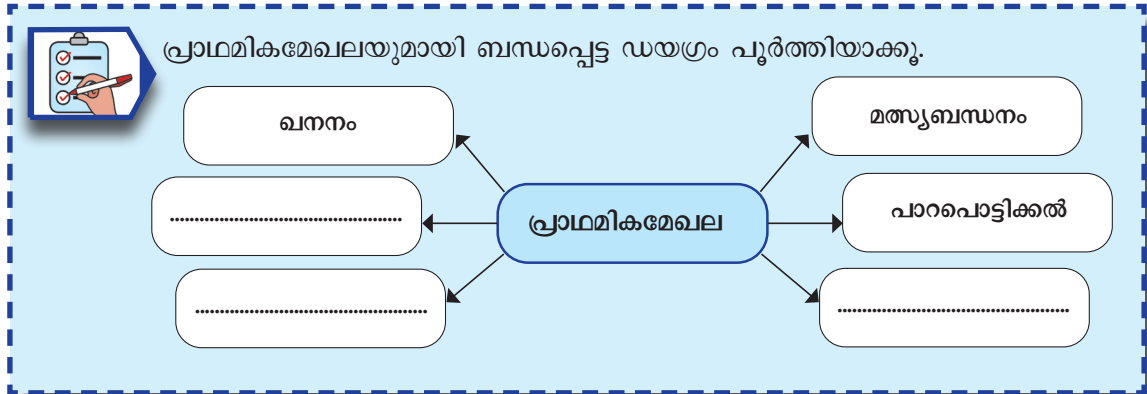 പ്രാഥമികമേഖലയുമായി ബന്ധപ്പെട്ട ഡയഗ്രം പൂർത്തിയാക്കൂ.
ഖനനം
മത്സ്യബന്ധനം
...............................................
പ്രാഥമികമേഖല
പാറപൊട്ടിക്കൽ
...............................................
...............................................